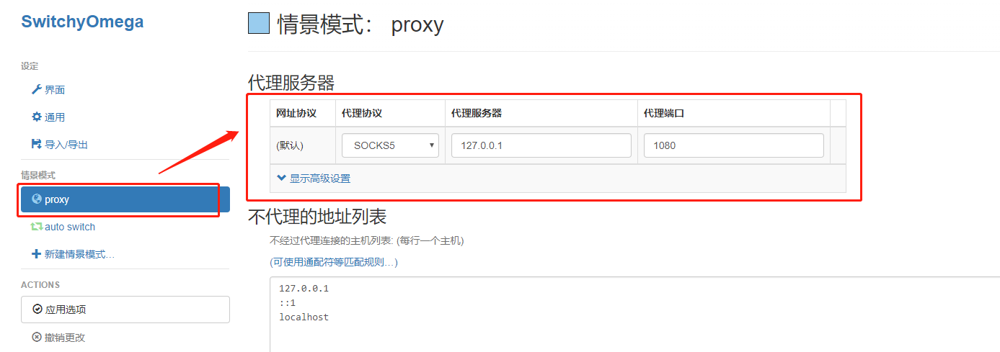 SwitchyOmega
设定
界面
通用
导入/导出
情景模式
proxy
auto switch
新建情景模式…
ACTIONS
应用选项
撤销更改
情景模式： proxy
代理服务器
网址协议 代理协议 代理服务器 代理端口
(默认) SOCKS5 127.0.0.1 1080
显示高级设置
不代理的地址列表
不经过代理连接的主机列表: (每行一个主机)
(可使用通配符等匹配规则…)
127.0.0.1
::1
localhost